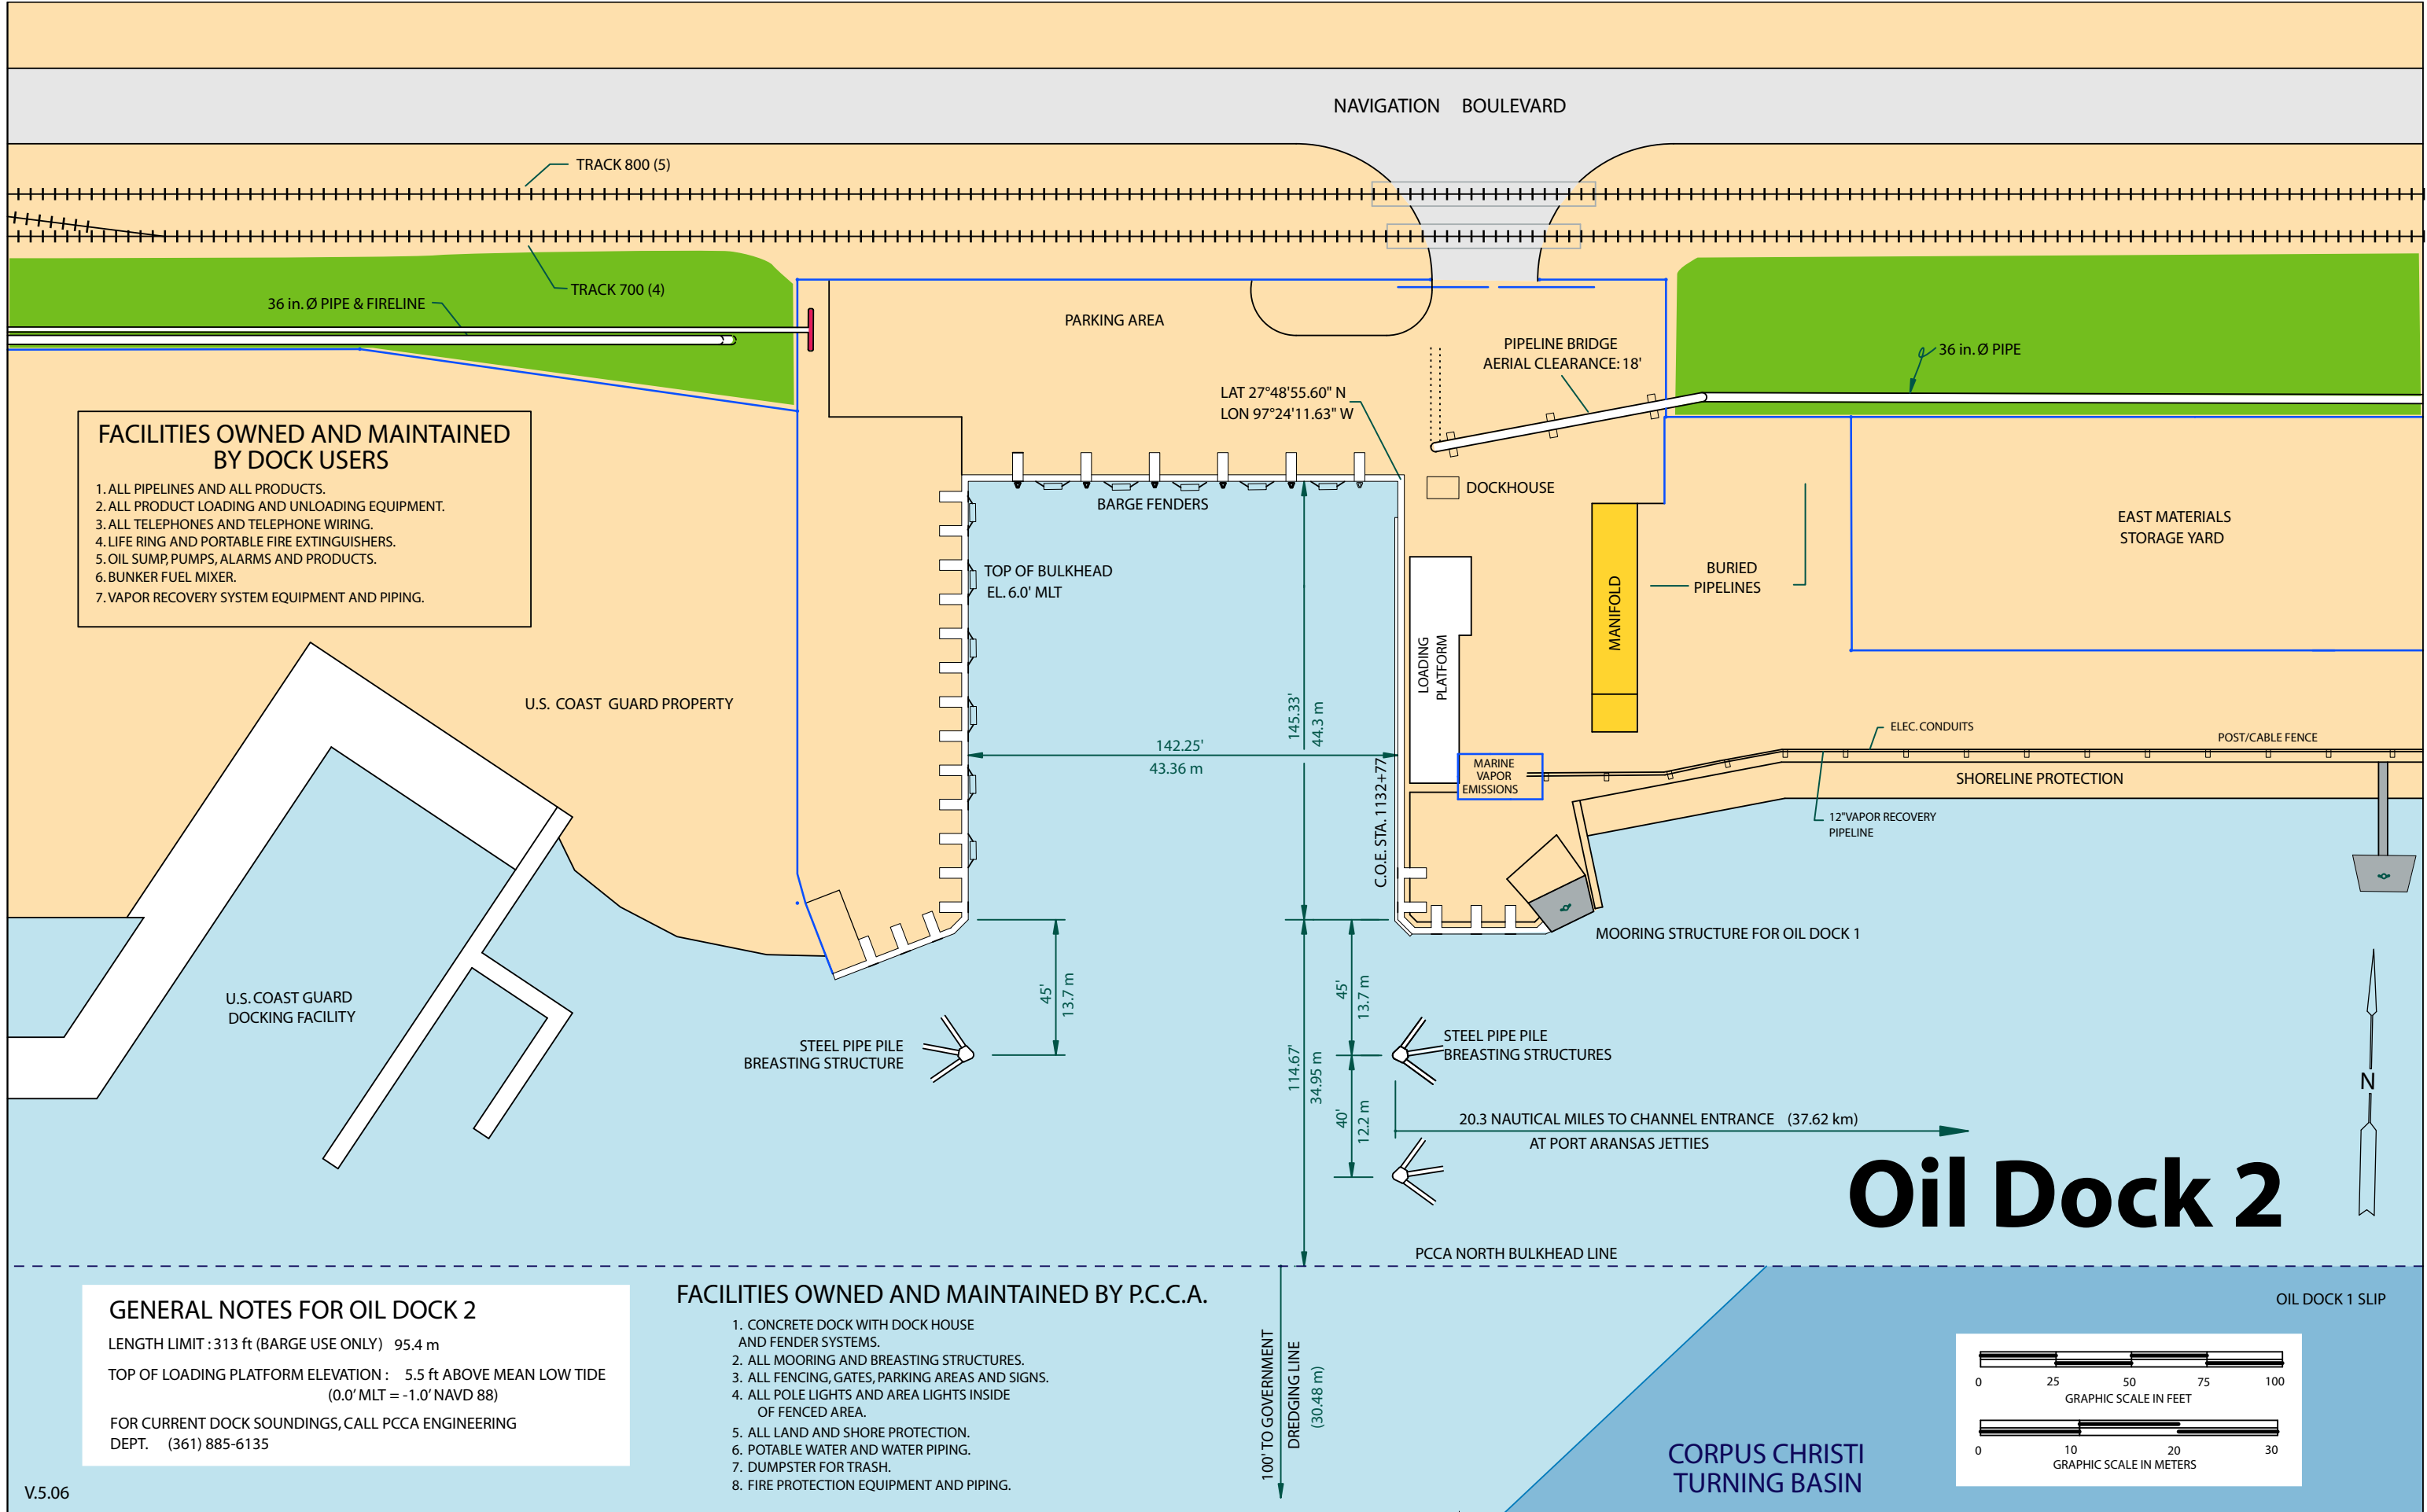 NAVIGATION BOULEVARD
TRACK 800 (5)
TRACK 700 (4)
36 in. Ø PIPE & FIRELINE
PARKING AREA
PIPELINE BRIDGE
AERIAL CLEARANCE: 18'
36 in. Ø PIPE
LAT 27°48'55.60" N
LON 97°24'11.63" W
FACILITIES OWNED AND MAINTAINED
BY DOCK USERS
1. ALL PIPELINES AND ALL PRODUCTS.
2. ALL PRODUCT LOADING AND UNLOADING EQUIPMENT.
3. ALL TELEPHONES AND TELEPHONE WIRING.
4. LIFE RING AND PORTABLE FIRE EXTINGUISHERS.
5. OIL SUMP, PUMPS, ALARMS AND PRODUCTS.
6. BUNKER FUEL MIXER.
7. VAPOR RECOVERY SYSTEM EQUIPMENT AND PIPING.
BARGE FENDERS
DOCKHOUSE
EAST MATERIALS
STORAGE YARD
TOP OF BULKHEAD
EL. 6.0' MLT
BURIED
PIPELINES
MANIFOLD
LOADING
PLATFORM
U.S. COAST GUARD PROPERTY
145.33'
44.3 m
142.25'
43.36 m
C.O.E. STA. 1132+77
MARINE
VAPOR
EMISSIONS
ELEC. CONDUITS
POST/CABLE FENCE
SHORELINE PROTECTION
12" VAPOR RECOVERY
PIPELINE
MOORING STRUCTURE FOR OIL DOCK 1
U.S. COAST GUARD
DOCKING FACILITY
45'
13.7 m
45'
13.7 m
STEEL PIPE PILE
BREASTING STRUCTURE
STEEL PIPE PILE
BREASTING STRUCTURES
114.67'
34.95 m
40'
12.2 m
20.3 NAUTICAL MILES TO CHANNEL ENTRANCE (37.62 km)
AT PORT ARANSAS JETTIES
N
Oil Dock 2
PCCA NORTH BULKHEAD LINE
GENERAL NOTES FOR OIL DOCK 2
LENGTH LIMIT : 313 ft (BARGE USE ONLY) 95.4 m
TOP OF LOADING PLATFORM ELEVATION : 5.5 ft ABOVE MEAN LOW TIDE
(0.0' MLT = -1.0' NAVD 88)
FOR CURRENT DOCK SOUNDINGS, CALL PCCA ENGINEERING
DEPT. (361) 885-6135
V.5.06
FACILITIES OWNED AND MAINTAINED BY P.C.C.A.
1. CONCRETE DOCK WITH DOCK HOUSE
AND FENDER SYSTEMS.
2. ALL MOORING AND BREASTING STRUCTURES.
3. ALL FENCING, GATES, PARKING AREAS AND SIGNS.
4. ALL POLE LIGHTS AND AREA LIGHTS INSIDE
OF FENCED AREA.
5. ALL LAND AND SHORE PROTECTION.
6. POTABLE WATER AND WATER PIPING.
7. DUMPSTER FOR TRASH.
8. FIRE PROTECTION EQUIPMENT AND PIPING.
100' TO GOVERNMENT
DREDGING LINE
(30.48 m)
OIL DOCK 1 SLIP
CORPUS CHRISTI
TURNING BASIN
0 25 50 75 100
GRAPHIC SCALE IN FEET
0 10 20 30
GRAPHIC SCALE IN METERS